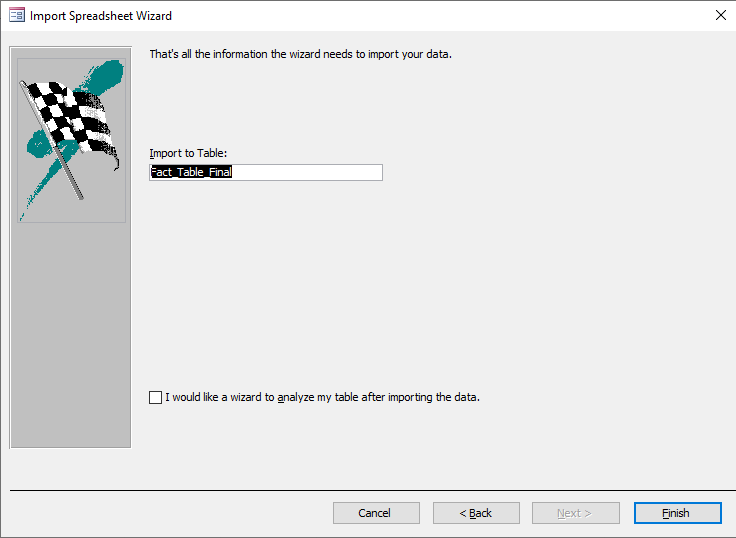 Import Spreadsheet Wizard
That's all the information the wizard needs to import your data.
Import to Table:
Fact_Table_Final
I would like a wizard to analyze my table after importing the data.
Cancel
< Back
Next >
Finish